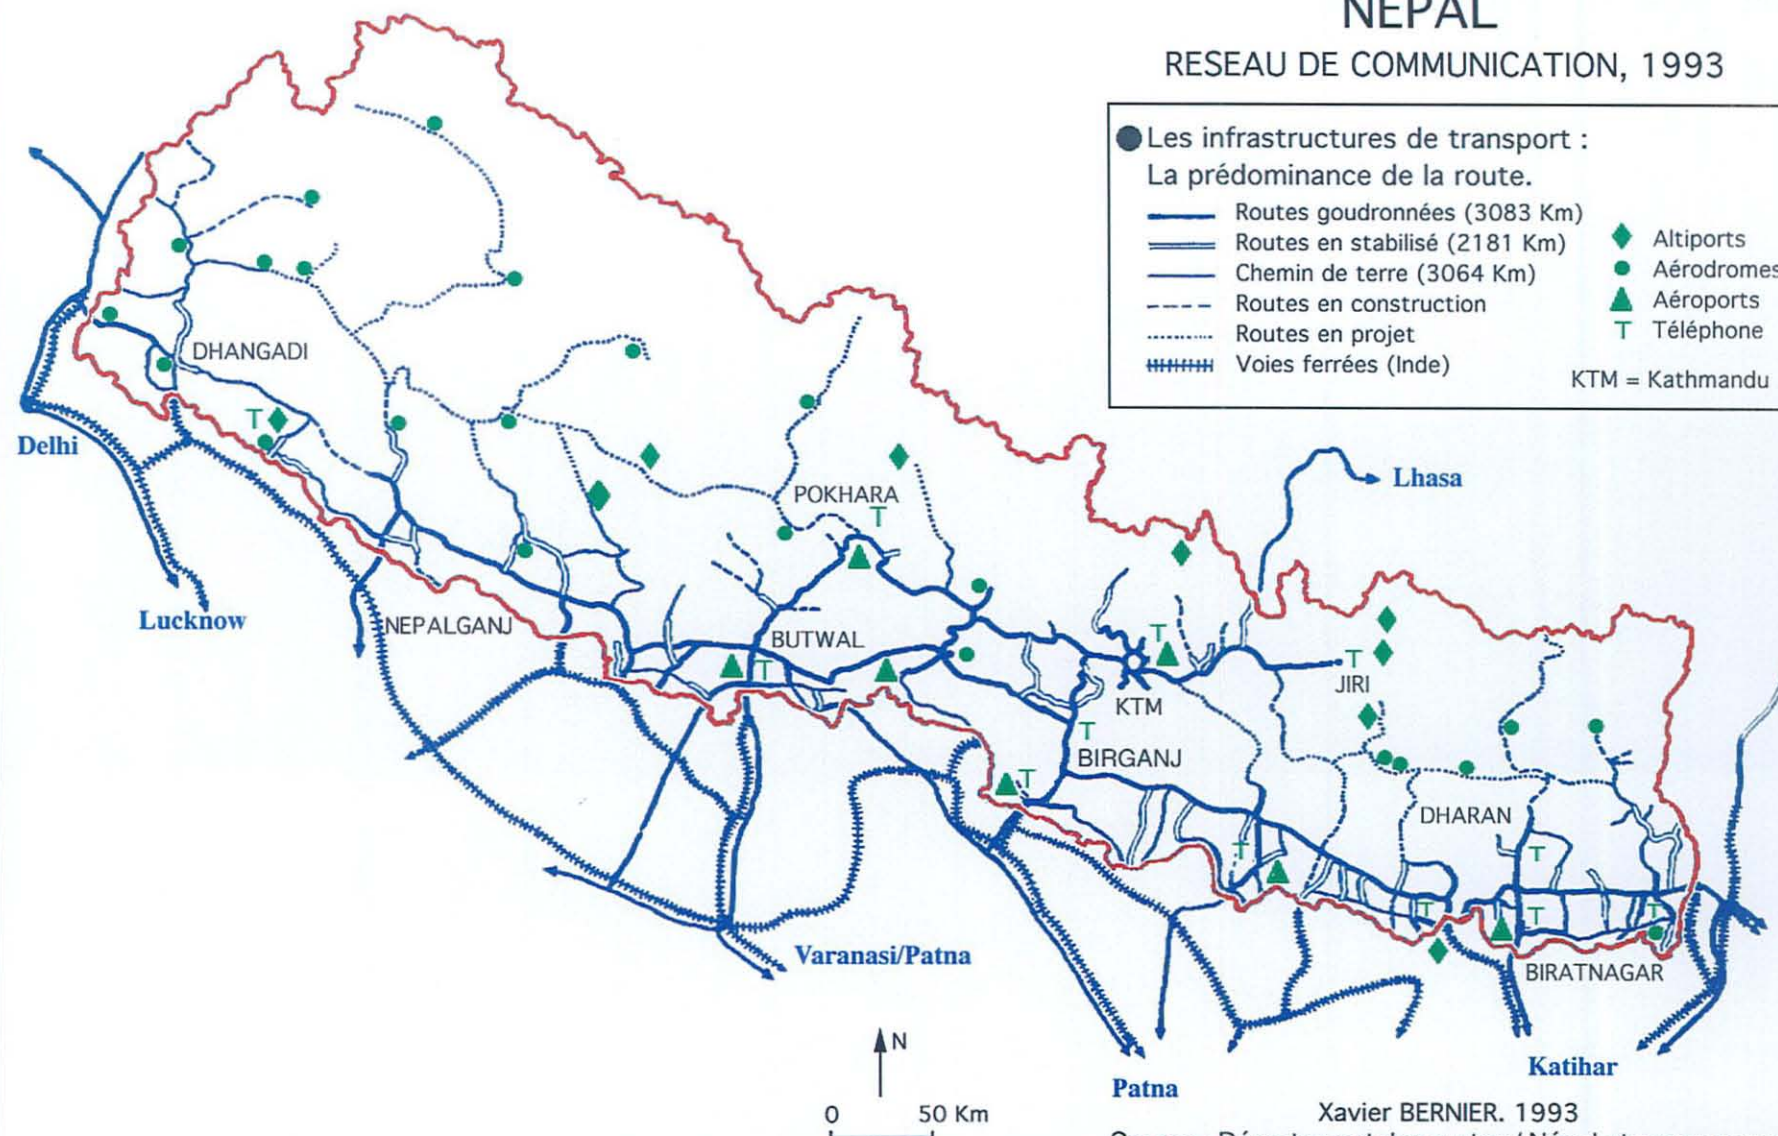 NEPAL
RESEAU DE COMMUNICATION, 1993
Les infrastructures de transport :
La prédominance de la route.
Routes goudronnées (3083 Km)
Routes en stabilisé (2181 Km)
Chemin de terre (3064 Km)
Routes en construction
Routes en projet
Voies ferrées (Inde)
Altiports
Aérodromes
Aéroports
T Téléphone
KTM = Kathmandu
DHANGADI
T
Delhi
Lhasa
POKHARA
T
Lucknow
NEPALGANJ
BUTWAL
T
T
T
JIRI
KTM
T
BIRGANJ
T
DHARAN
T
T
T
T
T
Varanasi/Patna
BIRATNAGAR
N
Katihar
Patna
0 50 Km
Xavier BERNIER. 1993